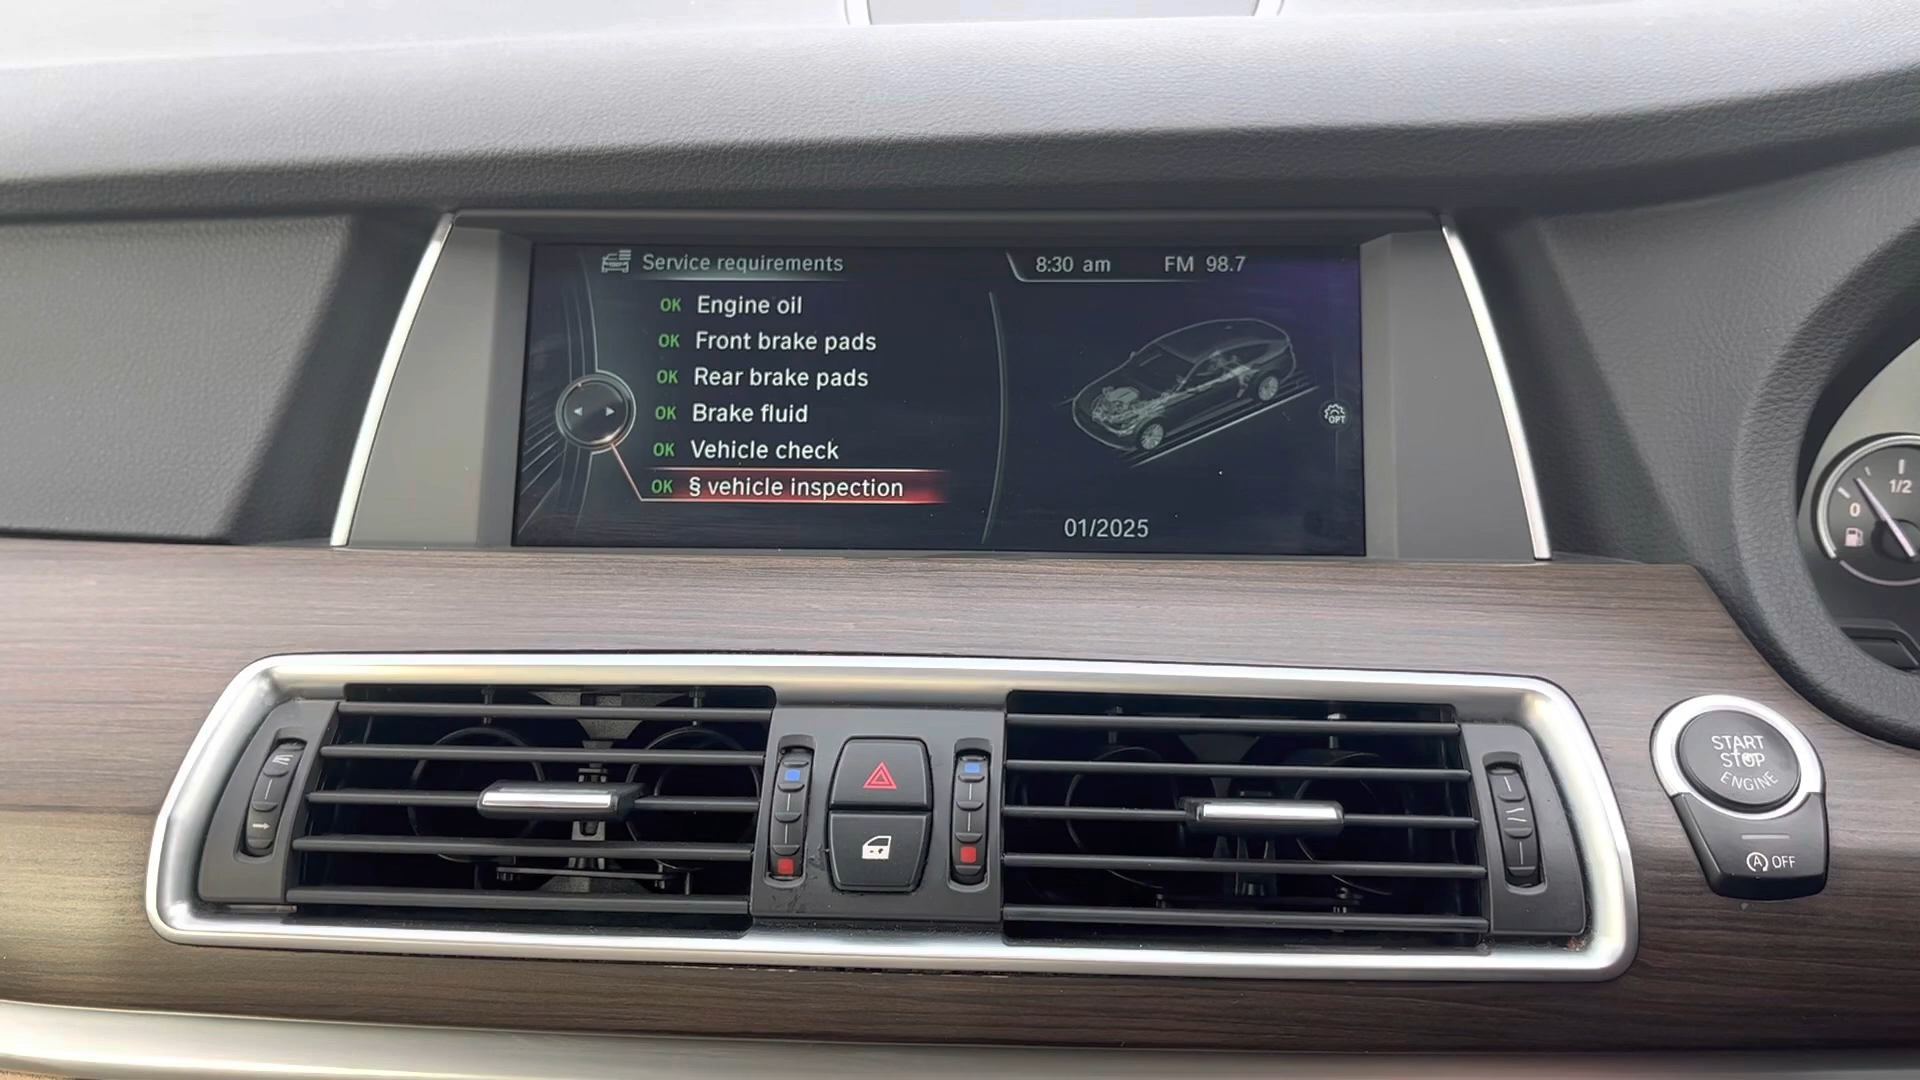 Service requirements
8:30 am
FM 98.7
OK Engine oil
OK Front brake pads
OK Rear brake pads
OK Brake fluid
OK Vehicle check
OK § vehicle inspection
OPT
01/2025
1/2
0
START
STOP
ENGINE
A OFF